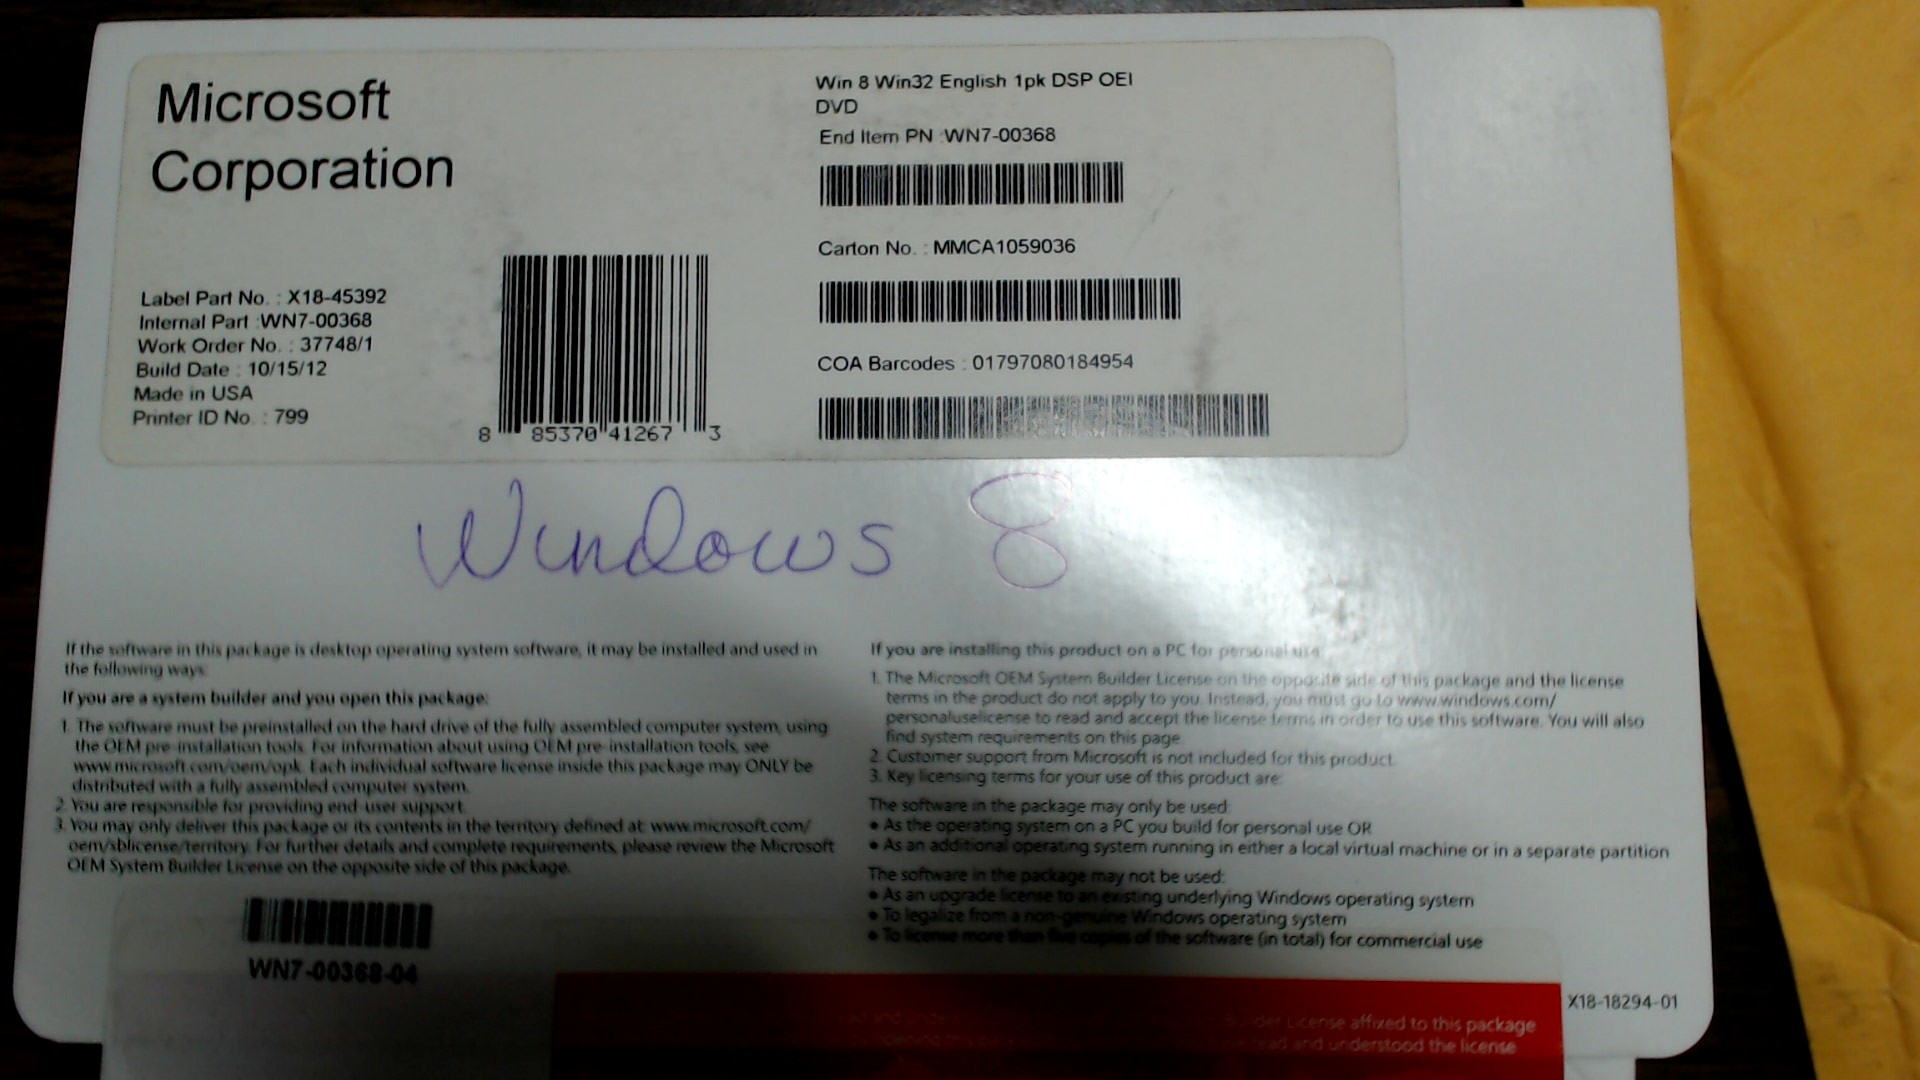 Microsoft
Corporation
Label Part No. : X18-45392
Internal Part :WN7-00368
Work Order No. : 37748/1
Build Date : 10/15/12
Made in USA
Printer ID No. : 799
8 85370 41267 3
Win 8 Win32 English 1pk DSP OEI
DVD
End Item PN :WN7-00368
Carton No. : MMCA1059036
COA Barcodes : 01797080184954
Windows 8
If the software in this package is desktop operating system software, it may be installed and used in
the following ways:
If you are a system builder and you open this package:
1. The software must be preinstalled on the hard drive of the fully assembled computer system, using
the OEM pre-installation tools. For information about using OEM pre-installation tools, see
www.microsoft.com/oem/opk. Each individual software license inside this package may ONLY be
distributed with a fully assembled computer system.
2. You are responsible for providing end-user support.
3. You may only deliver this package or its contents in the territory defined at: www.microsoft.com/
oem/sblicense/territory. For further details and complete requirements, please review the Microsoft
OEM System Builder License on the opposite side of this package.
WN7-00368-04
If you are installing this product on a PC for personal use
1. The Microsoft OEM System Builder License on the opposite side of this package and the license
terms in the product do not apply to you. Instead, you must go to www.windows.com/
personaluselicense to read and accept the license terms in order to use this software. You will also
find system requirements on this page.
2. Customer support from Microsoft is not included for this product.
3. Key licensing terms for your use of this product are:
The software in the package may only be used:
• As the operating system on a PC you build for personal use OR
• As an additional operating system running in either a local virtual machine or in a separate partition
The software in the package may not be used:
• As an upgrade license to an existing underlying Windows operating system
• To legalize from a non-genuine Windows operating system
• To license more than five copies of the software (in total) for commercial use
X18-18294-01
License affixed to this package
read and understood the license